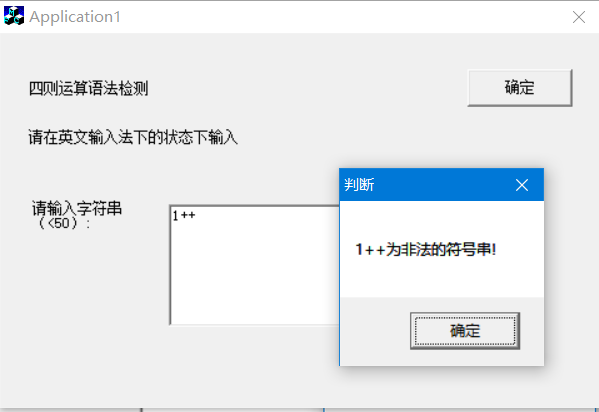 Application1
四则运算语法检测
确定
请在英文输入法下的状态下输入
请输入字符串
（<50）:
1++
判断
1++为非法的符号串!
确定